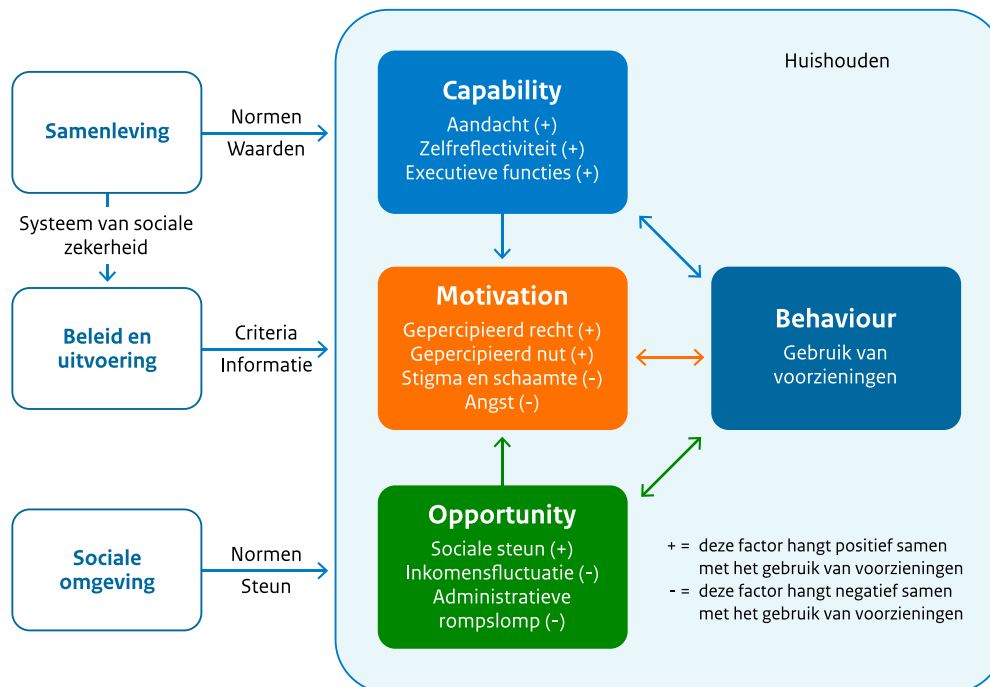 Huishouden
Samenleving
Normen
Waarden
Capability
Aandacht (+)
Zelfreflectiviteit (+)
Executieve functies (+)
Systeem van sociale
zekerheid
Beleid en
uitvoering
Criteria
Informatie
Motivation
Gepercipieerd recht (+)
Gepercipieerd nut (+)
Stigma en schaamte (-)
Angst (-)
Behaviour
Gebruik van
voorzieningen
Sociale
omgeving
Normen
Steun
Opportunity
Sociale steun (+)
Inkomensfluctuatie (-)
Administratieve
rompslomp (-)
+ = deze factor hangt positief samen
met het gebruik van voorzieningen
- = deze factor hangt negatief samen
met het gebruik van voorzieningen